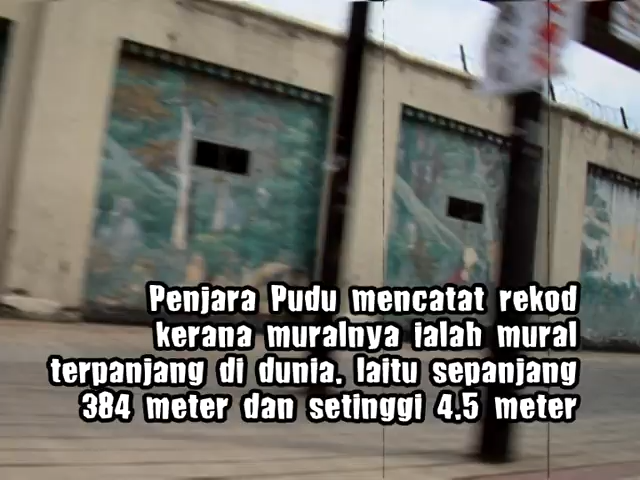 Penjara Pudu mencatat rekod
kerana muralnya ialah mural
terpanjang di dunia. Iaitu sepanjang
384 meter dan setinggi 4.5 meter